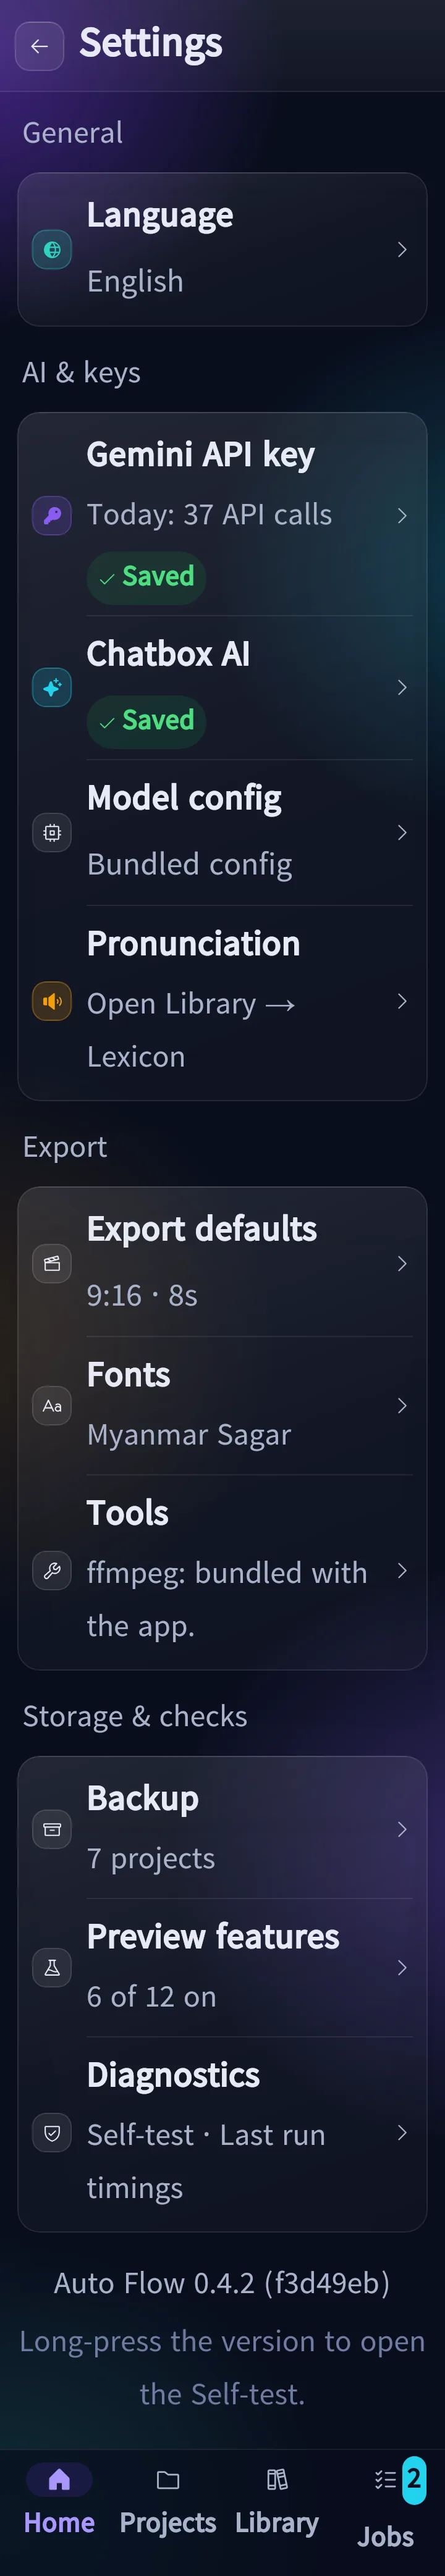 Settings
General
Language
English
AI & keys
Gemini API key
Today: 37 API calls
✓ Saved
Chatbox AI
✓ Saved
Model config
Bundled config
Pronunciation
Open Library →
Lexicon
Export
Export defaults
9:16 · 8s
Aa
Fonts
Myanmar Sagar
Tools
ffmpeg: bundled with
the app.
Storage & checks
Backup
7 projects
Preview features
6 of 12 on
Diagnostics
Self-test · Last run
timings
Auto Flow 0.4.2 (f3d49eb)
Long-press the version to open
the Self-test.
2
Home Projects Library Jobs